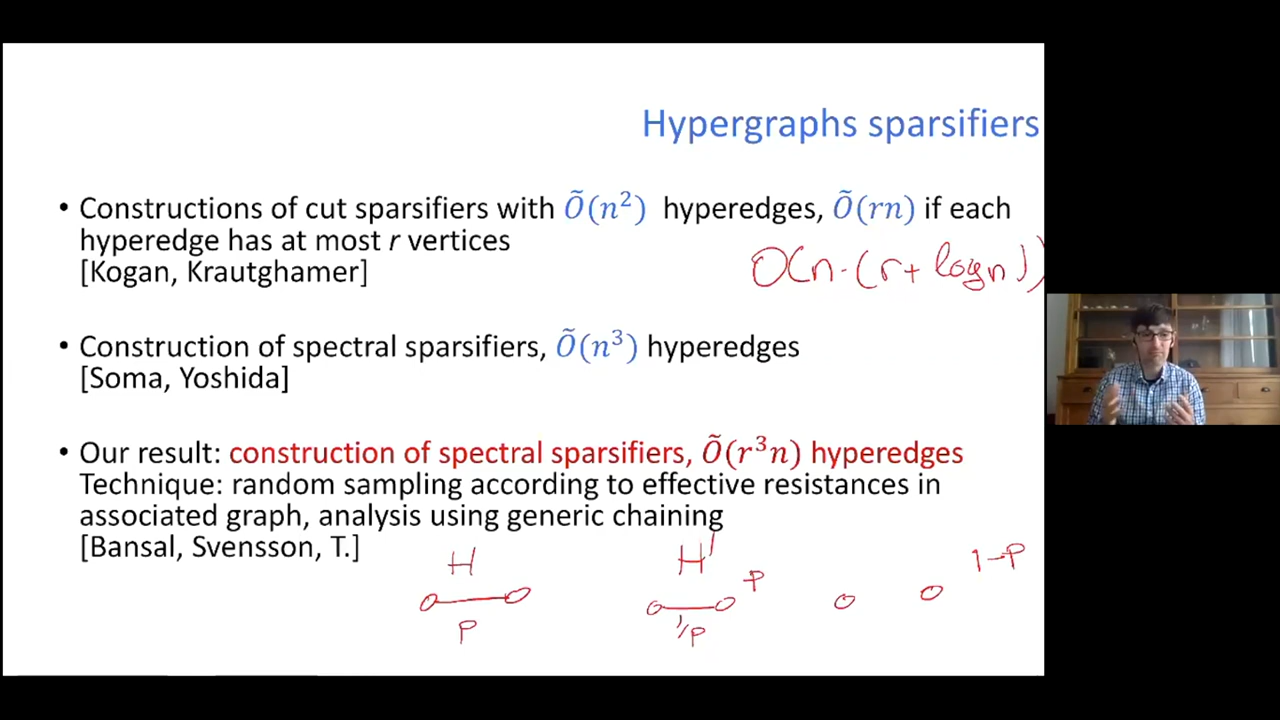 Hypergraphs sparsifiers
• Constructions of cut sparsifiers with Õ(n²) hyperedges, Õ(rn) if each
hyperedge has at most r vertices
[Kogan, Krautghamer]
O(n·(r+ log n))
• Construction of spectral sparsifiers, Õ(n³) hyperedges
[Soma, Yoshida]
• Our result: construction of spectral sparsifiers, Õ(r³n) hyperedges
Technique: random sampling according to effective resistances in
associated graph, analysis using generic chaining
[Bansal, Svensson, T.]
H H' 1-P
P
P 1/P